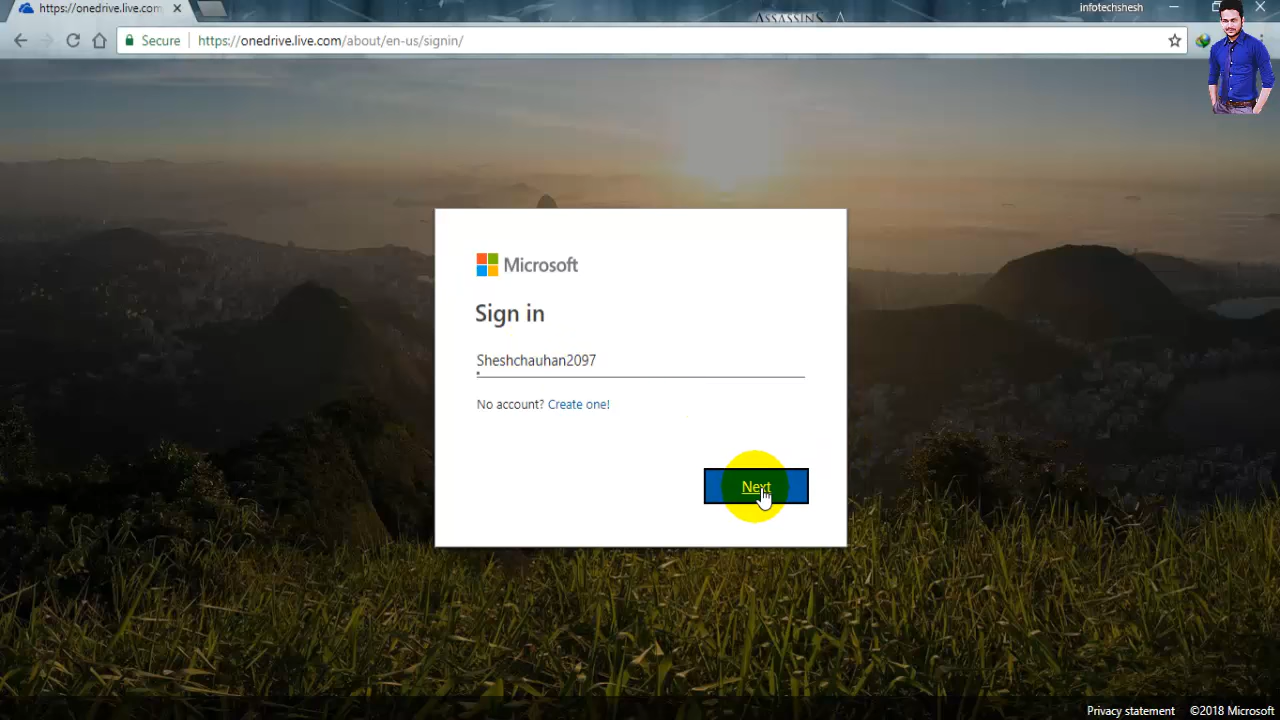 https://onedrive.live.com
infotechshesh
ASSASSINS
Secure
https://onedrive.live.com/about/en-us/signin/
Microsoft
Sign in
Sheshchauhan2097
No account? Create one!
Next
Privacy statement
©2018 Microsoft